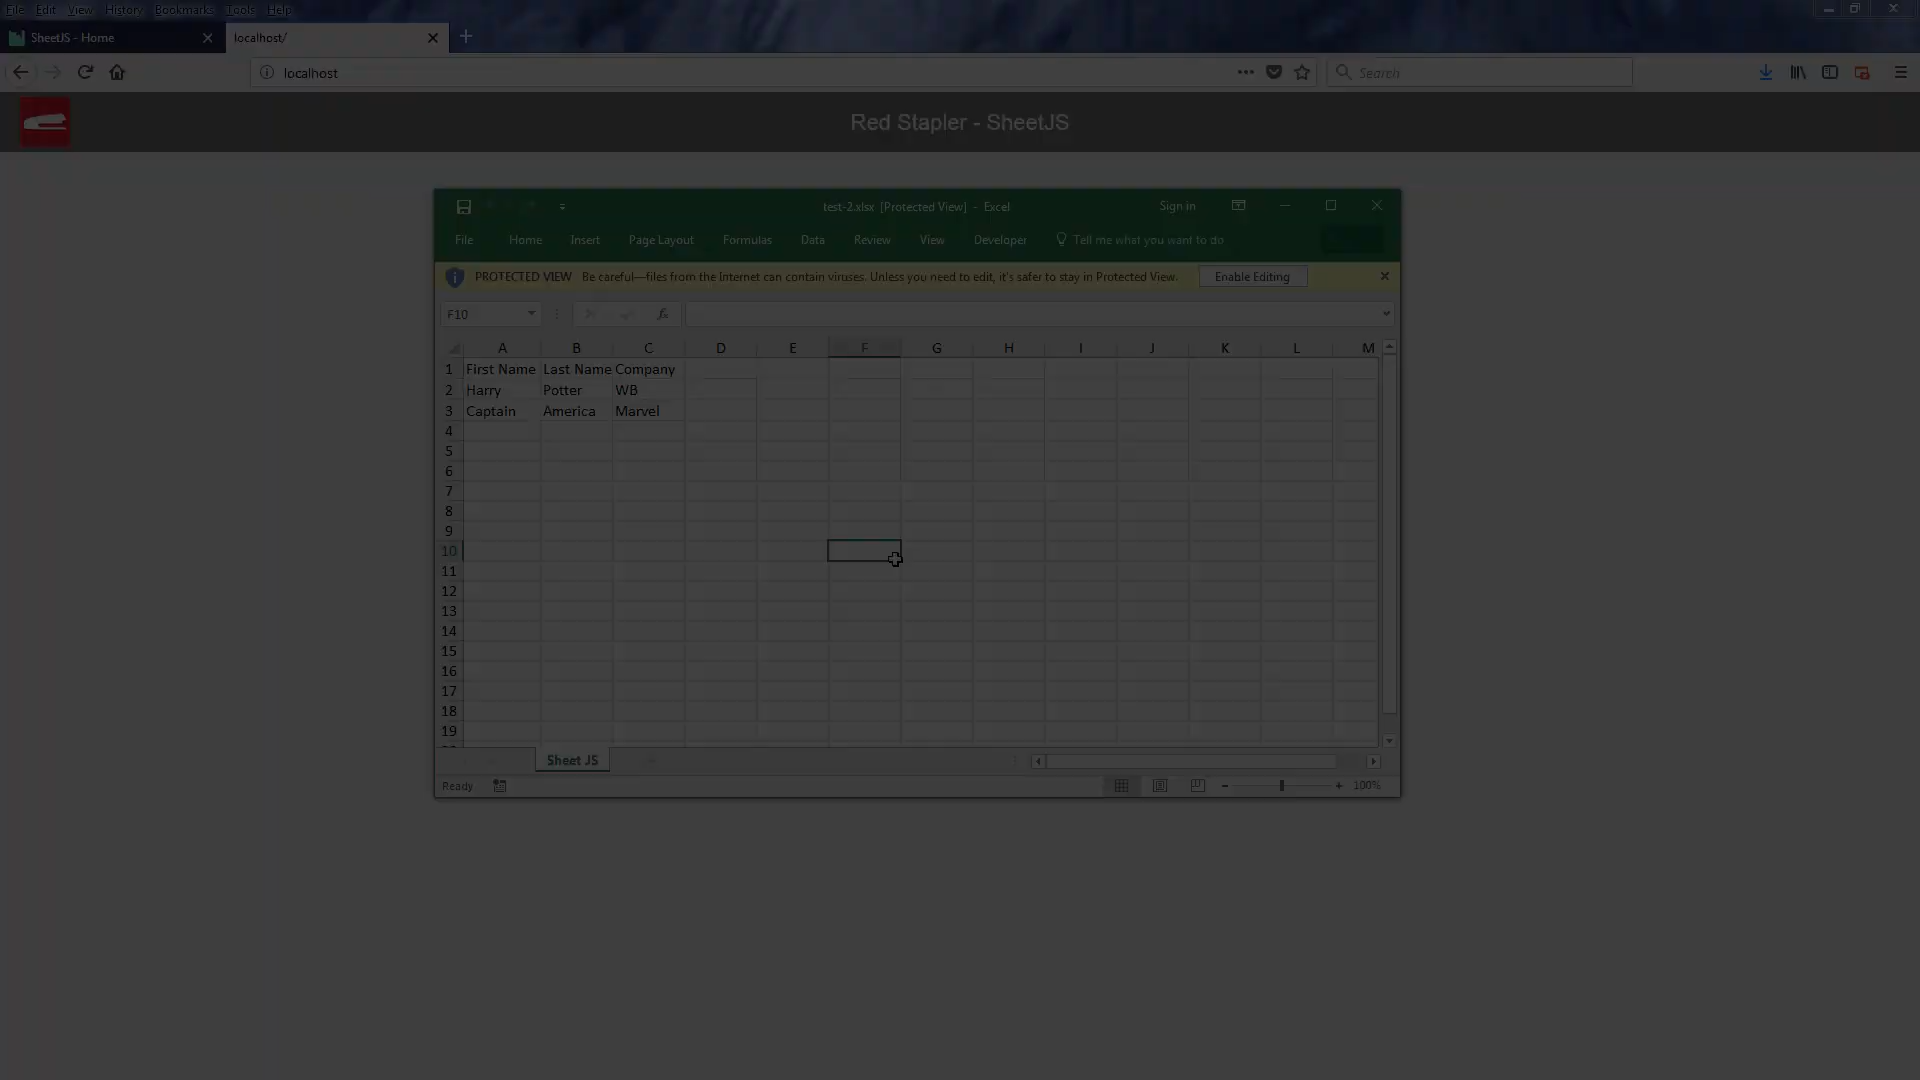 File Edit View History Bookmarks Tools Help
SheetJS - Home localhost/
localhost Search
Red Stapler - SheetJS
test-2.xlsx [Protected View] - Excel Sign in
File Home Insert Page Layout Formulas Data Review View Developer Tell me what you want to do
PROTECTED VIEW Be careful—files from the Internet can contain viruses. Unless you need to edit, it's safer to stay in Protected View. Enable Editing
F10 fx
A B C D E F G H I J K L M
1 First Name Last Name Company
2 Harry Potter WB
3 Captain America Marvel
4
5
6
7
8
9
10
11
12
13
14
15
16
17
18
19
Sheet JS
Ready 100%